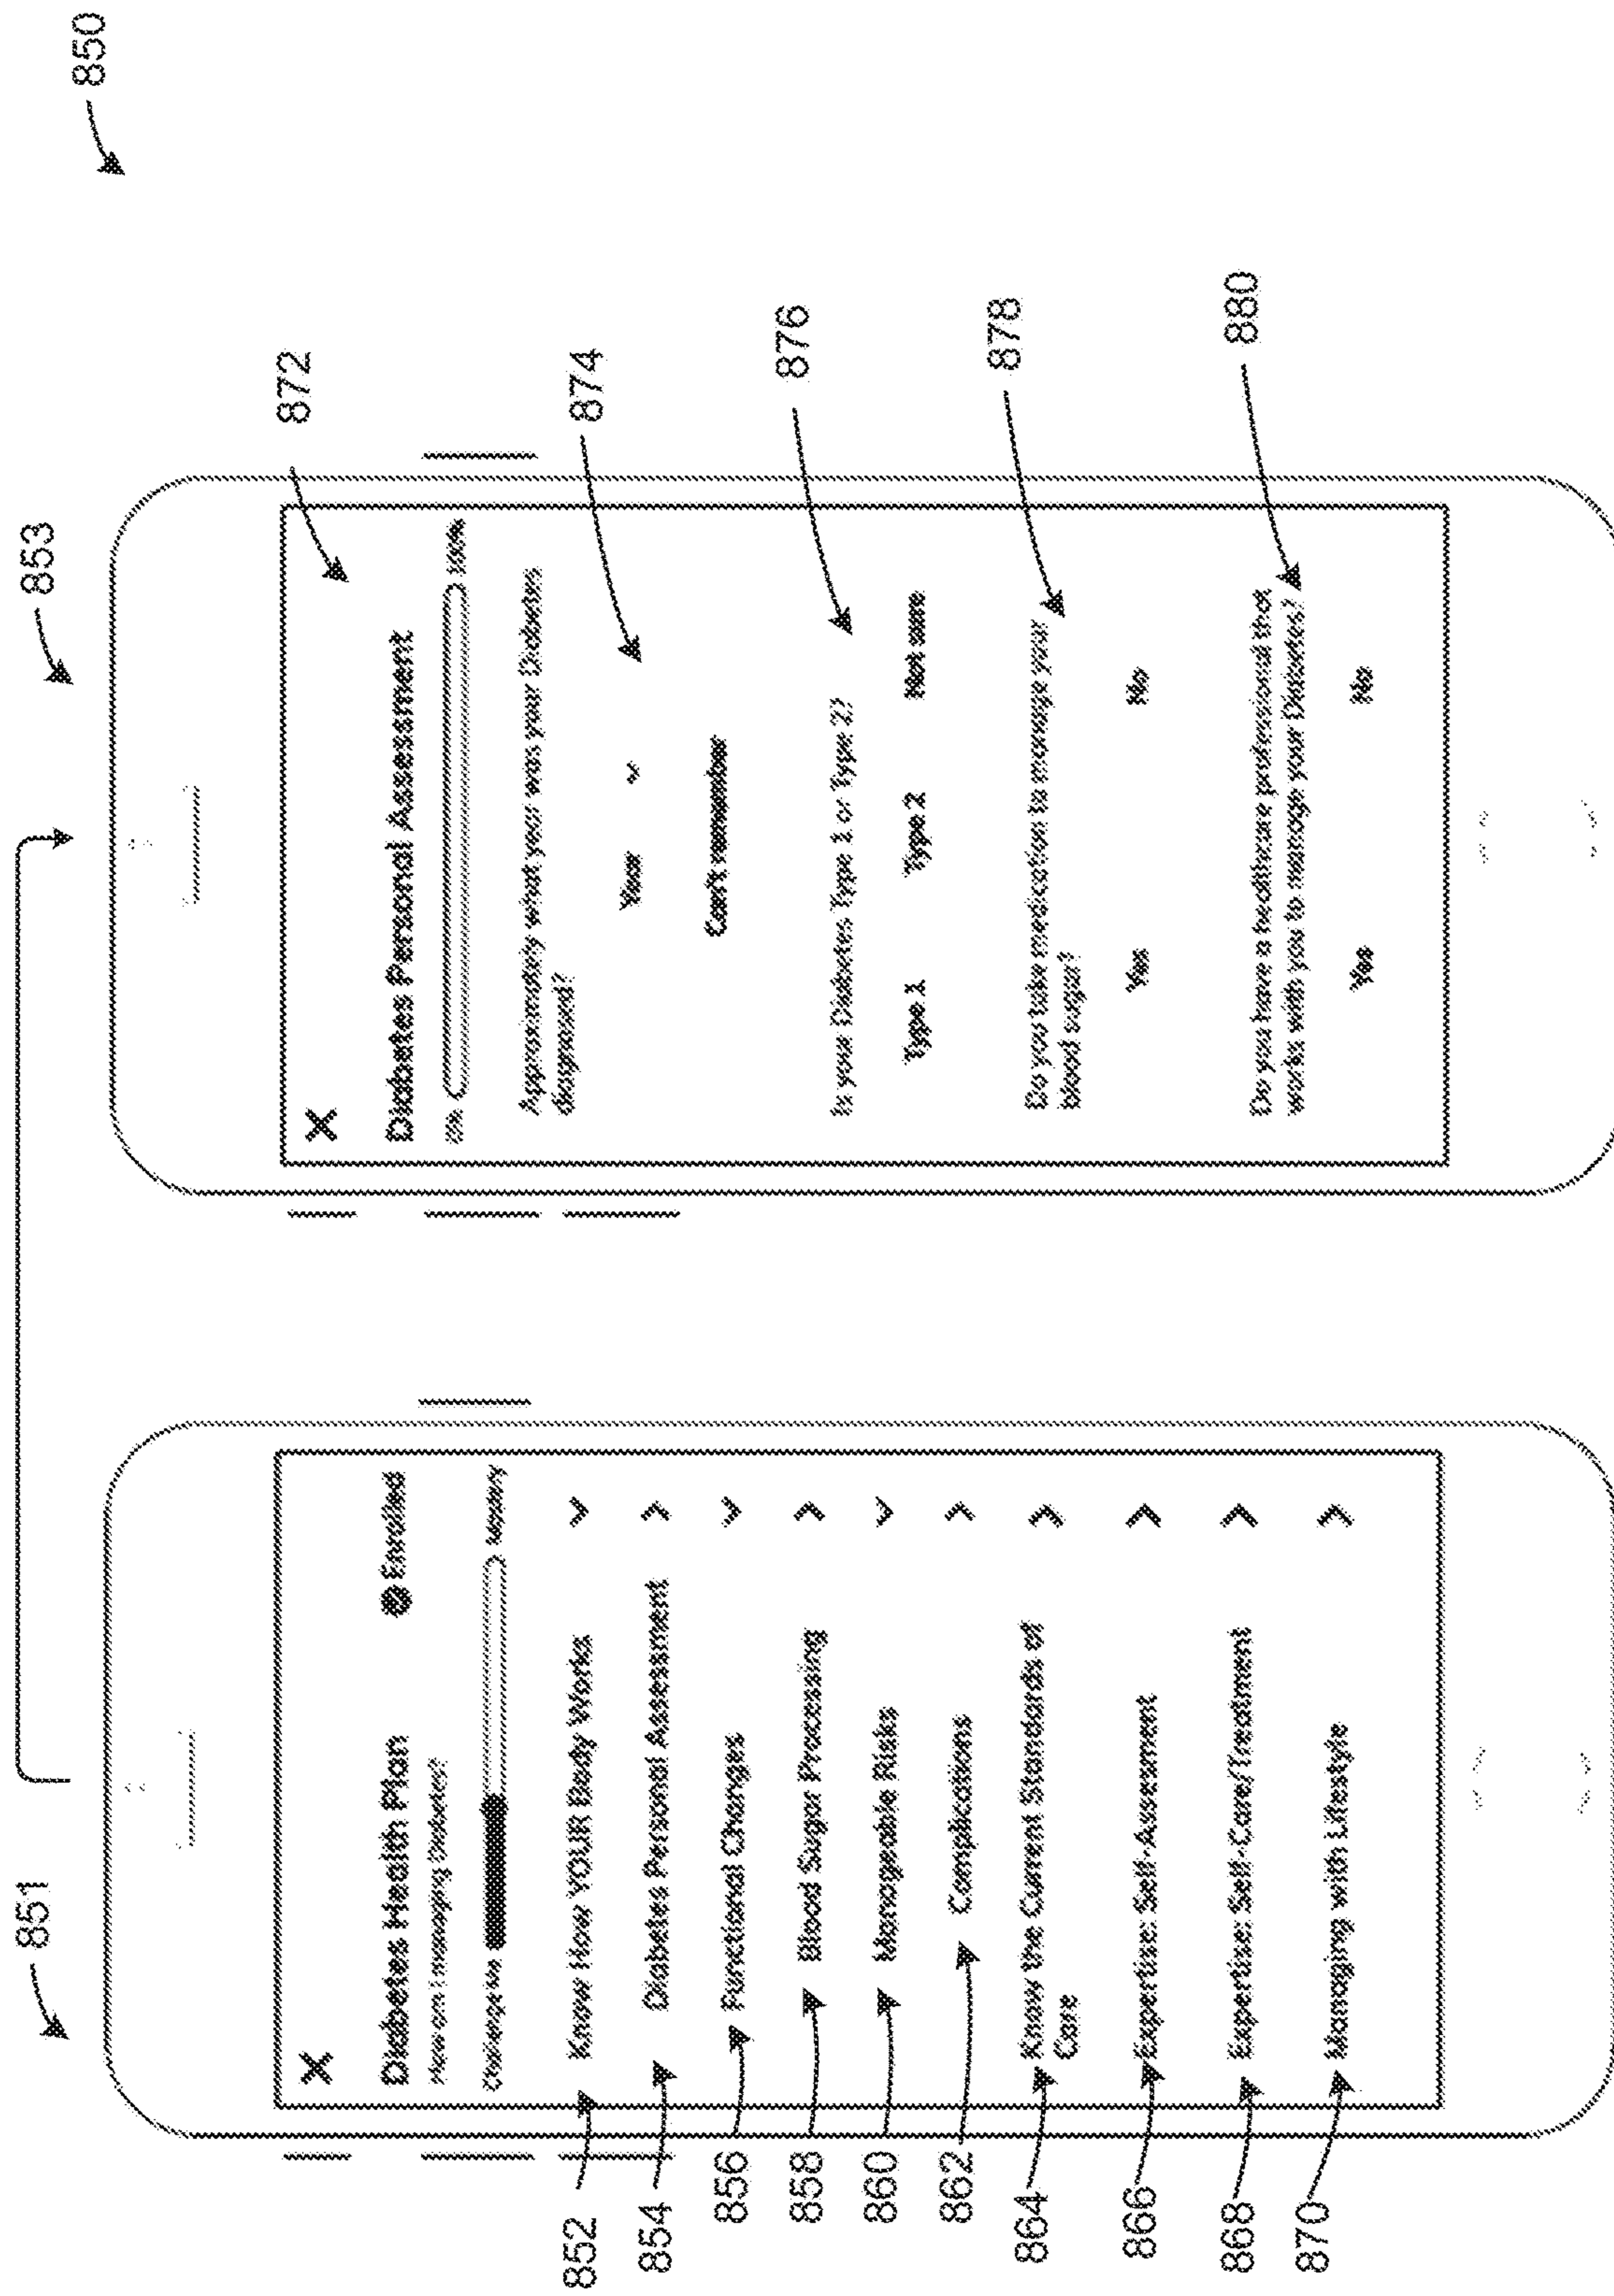 850
851
X
Diabetes Health Plan
Enrolled
How am I managing Diabetes?
Challenge Me
Mastery
852
Know How YOUR Body Works
854
Diabetes Personal Assessment
856
Functional Changes
858
Blood Sugar Processing
860
Manageable Risks
862
Complications
864
Know the Current Standards of
Care
866
Expertise: Self-Assessment
868
Expertise: Self-Care/Treatment
870
Managing with Lifestyle
853
X
872
Diabetes Personal Assessment
0%
100%
Approximately what year was your Diabetes
diagnosed?
874
Year
Can't remember
876
Is your Diabetes Type 1 or Type 2?
Type 1
Type 2
Not sure
878
Do you take medication to manage your
blood sugar?
Yes
No
880
Do you have a healthcare professional that
works with you to manage your Diabetes?
Yes
No